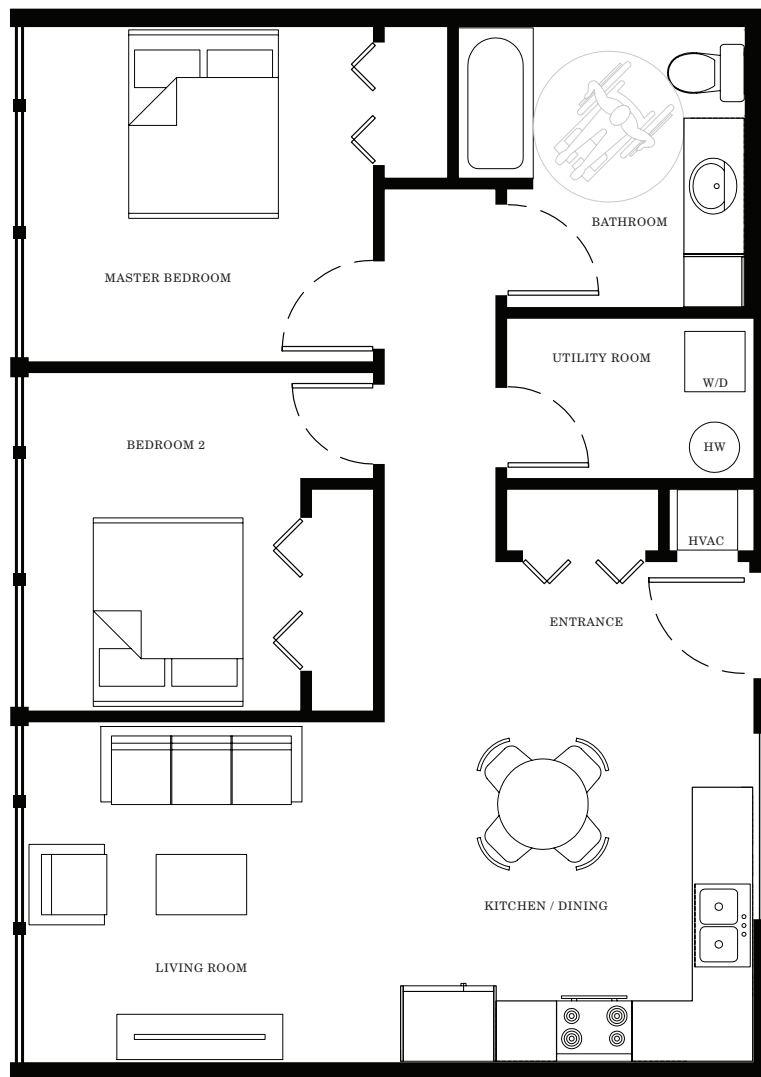 BATHROOM
MASTER BEDROOM
UTILITY ROOM
W/D
BEDROOM 2
HW
HVAC
ENTRANCE
KITCHEN / DINING
LIVING ROOM